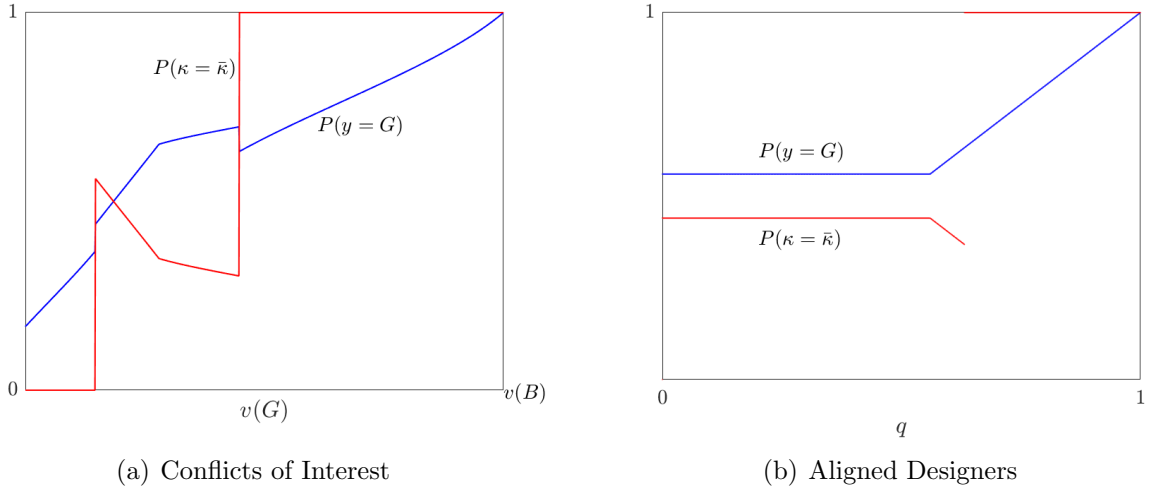 1
P(κ = κ̄)
P(y = G)
0
v(B)
v(G)
(a) Conflicts of Interest
1
P(y = G)
P(κ = κ̄)
0
1
q
(b) Aligned Designers